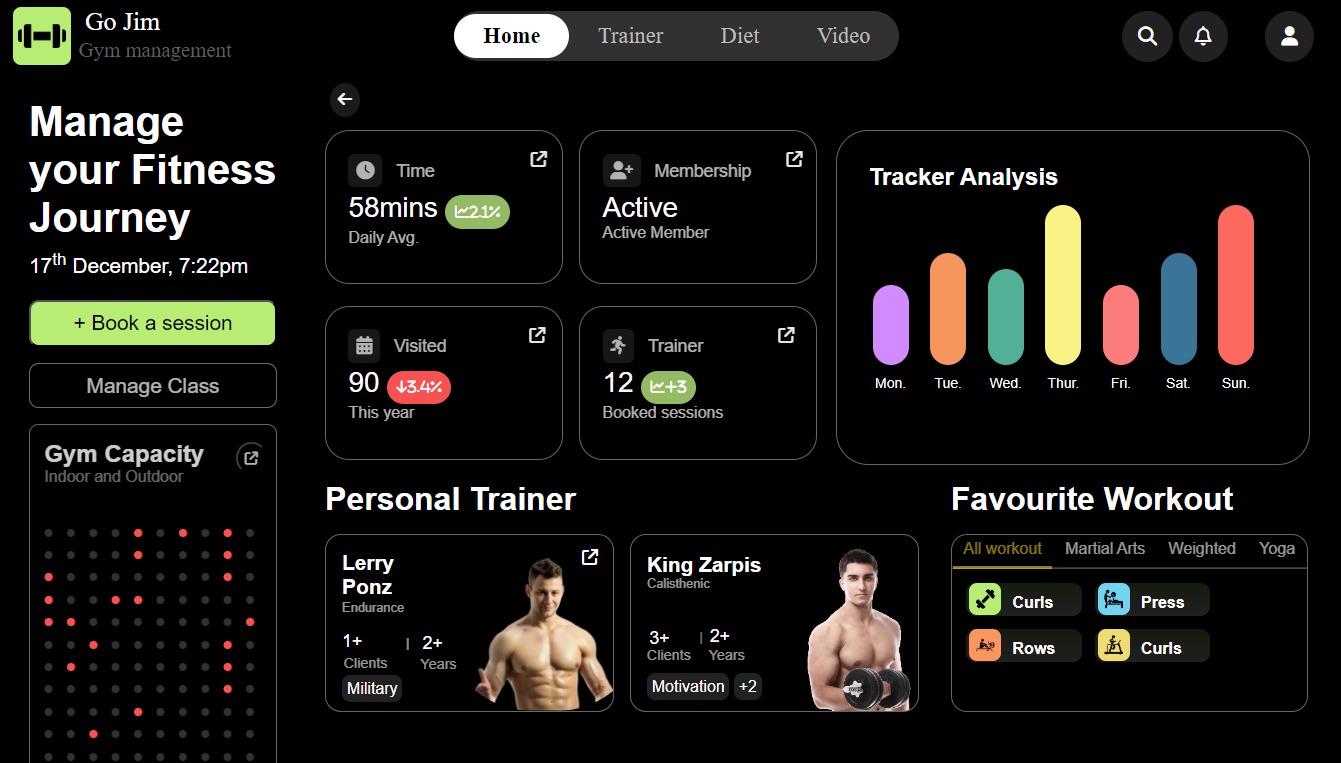 Go Jim
Gym management
Home
Trainer
Diet
Video
Manage
your Fitness
Journey
17th December, 7:22pm
+ Book a session
Manage Class
Gym Capacity
Indoor and Outdoor
Time
58mins
2.1%
Daily Avg.
Membership
Active
Active Member
Visited
90
3.4%
This year
Trainer
12
+3
Booked sessions
Tracker Analysis
Mon.
Tue.
Wed.
Thur.
Fri.
Sat.
Sun.
Personal Trainer
Lerry
Ponz
Endurance
1+ | 2+
Clients Years
Military
King Zarpis
Calisthenic
3+ | 2+
Clients Years
Motivation +2
Favourite Workout
All workout
Martial Arts
Weighted
Yoga
Curls
Press
Rows
Curls